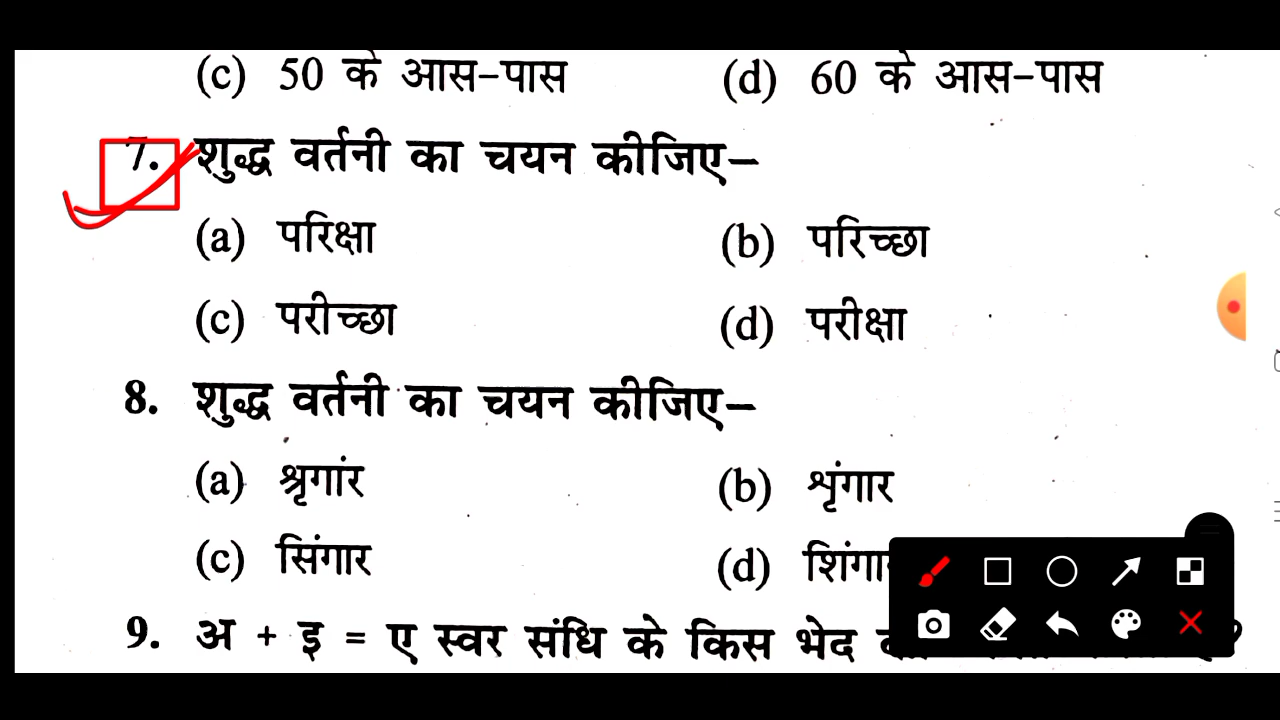 (c) 50 के आस-पास (d) 60 के आस-पास
7. शुद्ध वर्तनी का चयन कीजिए–
(a) परिक्षा (b) परिच्छा
(c) परीच्छा (d) परीक्षा
8. शुद्ध वर्तनी का चयन कीजिए–
(a) श्रृगांर (b) शृंगार
(c) सिंगार (d)
9. अ + इ = ए स्वर संधि के किस भेद